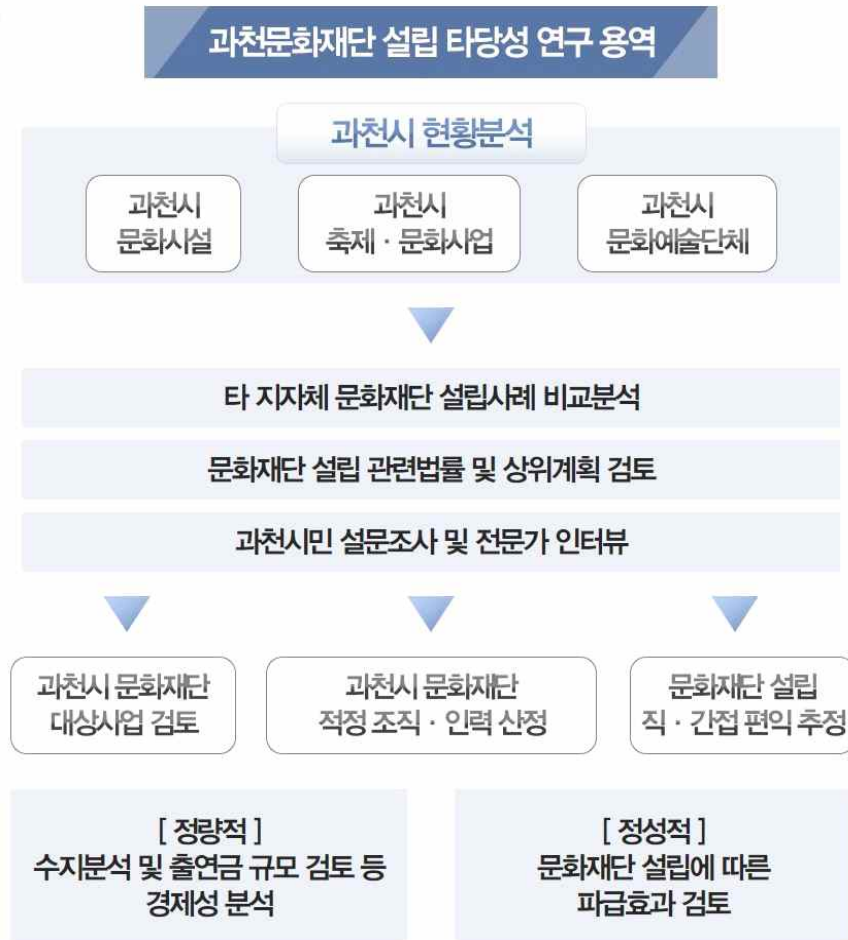 과천문화재단 설립 타당성 연구 용역
과천시 현황분석
과천시
문화시설
과천시
축제 · 문화사업
과천시
문화예술단체
타 지자체 문화재단 설립사례 비교분석
문화재단 설립 관련법률 및 상위계획 검토
과천시민 설문조사 및 전문가 인터뷰
과천시 문화재단
대상사업 검토
과천시 문화재단
적정 조직 · 인력 산정
문화재단 설립
직 · 간접 편익 추정
[ 정량적 ]
수지분석 및 출연금 규모 검토 등
경제성 분석
[ 정성적 ]
문화재단 설립에 따른
파급효과 검토